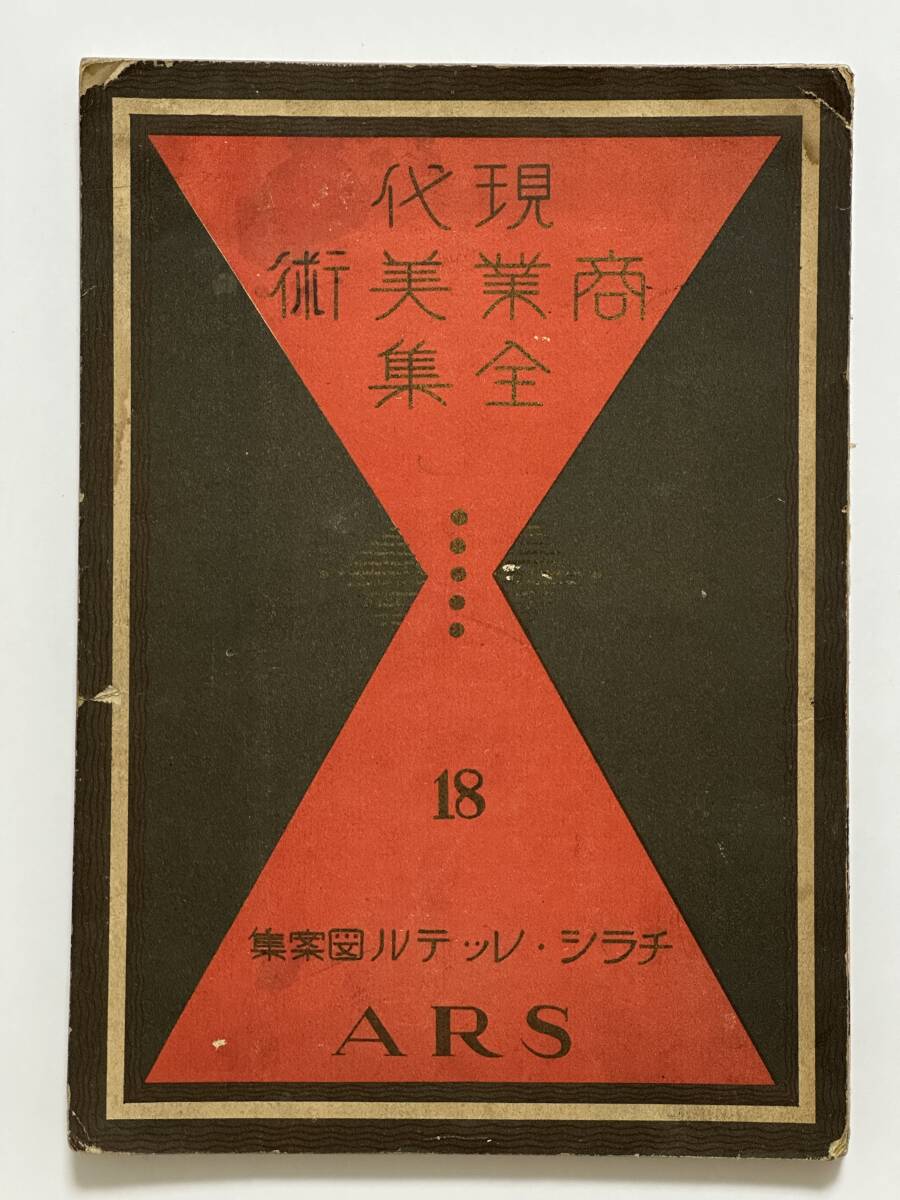 現代
商業美術
全集
18
チラシ・レッテル図案集
ARS